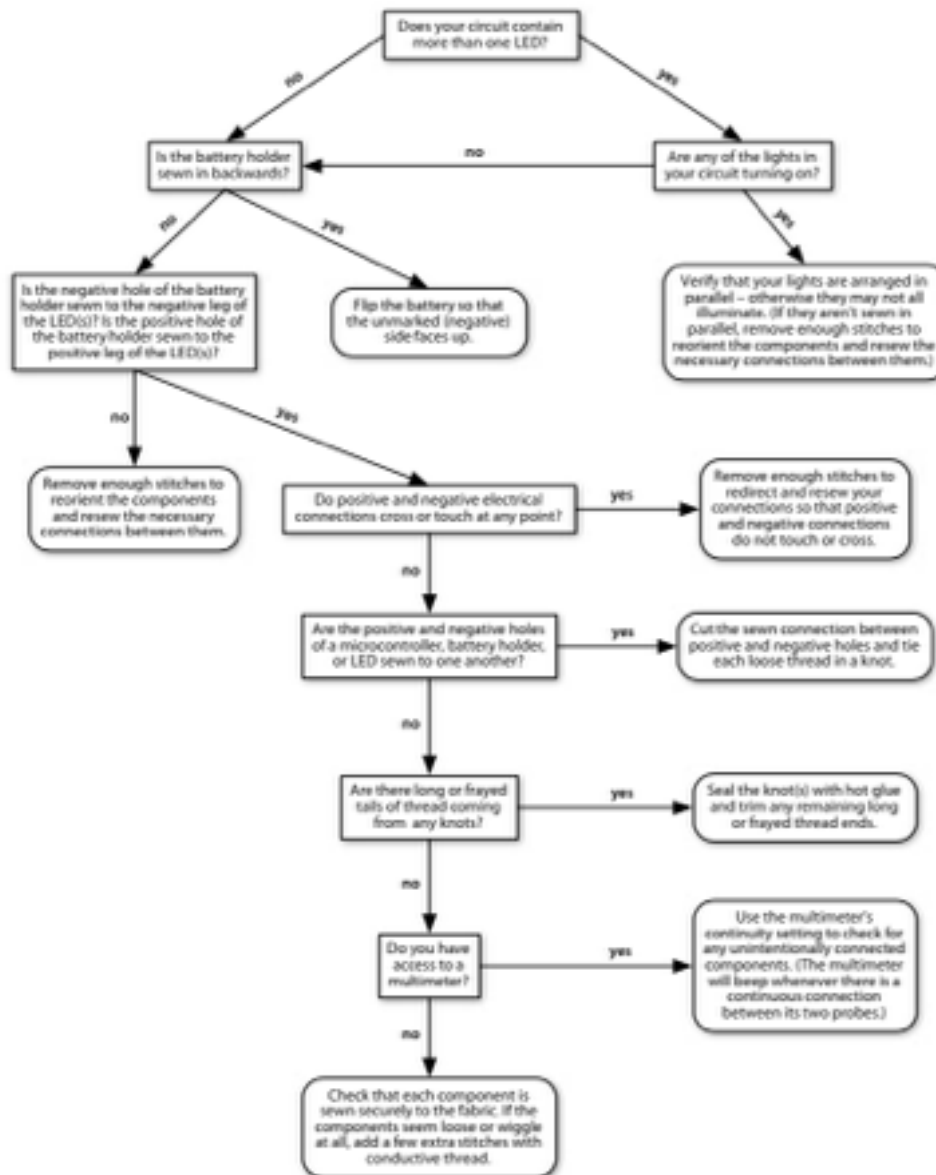 Does your circuit contain
more than one LED?
no
yes
Is the battery holder
sewn in backwards?
no
Are any of the lights in
your circuit turning on?
no
yes
yes
Is the negative hole of the battery
holder sewn to the negative leg of
the LED(s)? Is the positive hole of
the battery holder sewn to the
positive leg of the LED(s)?
Flip the battery so that
the unmarked (negative)
side faces up.
Verify that your lights are arranged in
parallel – otherwise they may not all
illuminate. (If they aren't sewn in
parallel, remove enough stitches to
reorient the components and resew the
necessary connections between them.)
no
yes
Remove enough stitches to
reorient the components
and resew the necessary
connections between them.
Do positive and negative electrical
connections cross or touch at any point?
yes
Remove enough stitches to
redirect and resew your
connections so that positive
and negative connections
do not touch or cross.
no
Are the positive and negative holes
of a microcontroller, battery holder,
or LED sewn to one another?
yes
Cut the sewn connection between
positive and negative holes and tie
each loose thread in a knot.
no
Are there long or frayed
tails of thread coming
from any knots?
yes
Seal the knot(s) with hot glue
and trim any remaining long
or frayed thread ends.
no
Do you have
access to a
multimeter?
yes
Use the multimeter's
continuity setting to check for
any unintentionally connected
components. (The multimeter
will beep whenever there is a
continuous connection
between its two probes.)
no
Check that each component is
sewn securely to the fabric. If the
components seem loose or wiggle
at all, add a few extra stitches with
conductive thread.